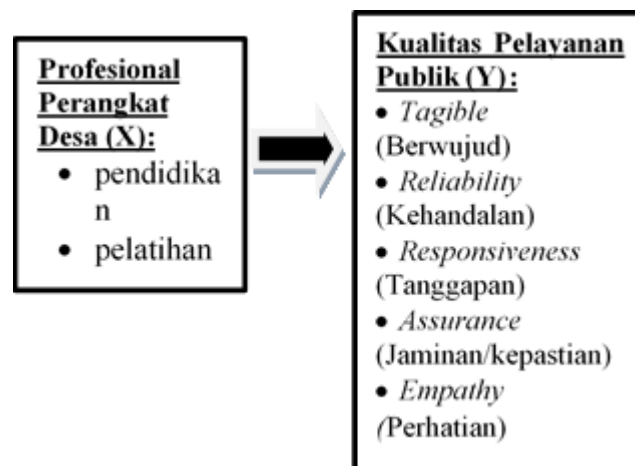 Profesional
Perangkat
Desa (X):
• pendidika
n
• pelatihan
Kualitas Pelayanan
Publik (Y):
• Tagible
(Berwujud)
• Reliability
(Kehandalan)
• Responsiveness
(Tanggapan)
• Assurance
(Jaminan/kepastian)
• Empathy
(Perhatian)